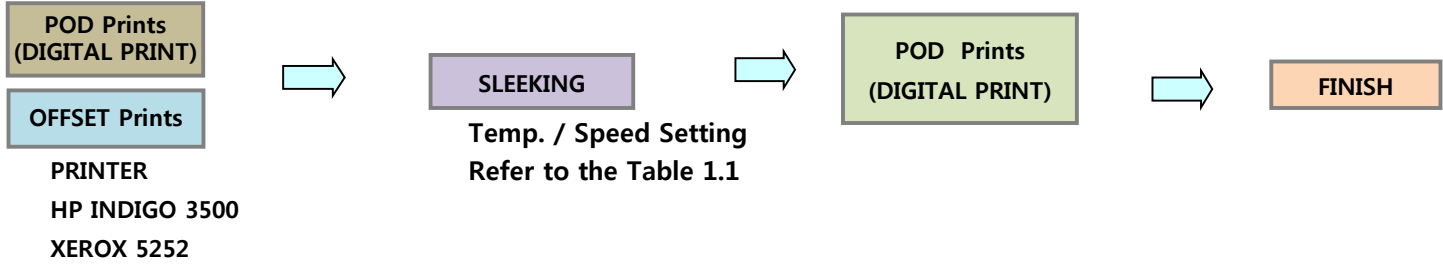 POD Prints
(DIGITAL PRINT)
OFFSET Prints
PRINTER
HP INDIGO 3500
XEROX 5252
SLEEKING
Temp. / Speed Setting
Refer to the Table 1.1
POD Prints
(DIGITAL PRINT)
FINISH